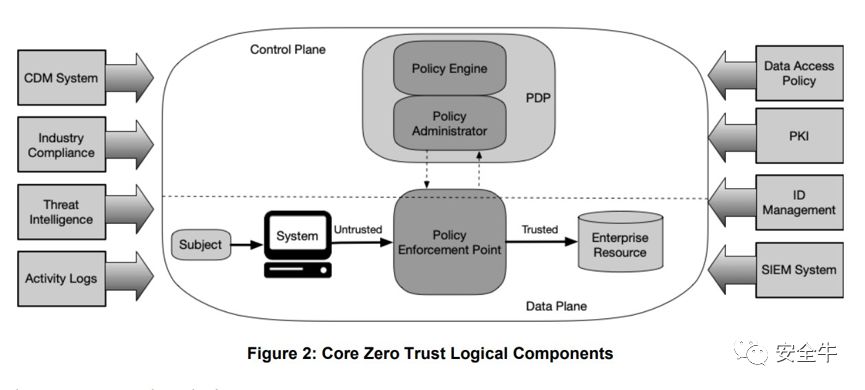 Control Plane
Policy
Engine
PDP
Policy
Administrator
CDM System
Industry
Compliance
Threat
Intelligence
Activity Logs
Data Access
Policy
PKI
ID
Management
SIEM System
Subject
System
Untrusted
Policy
Enforcement Point
Trusted
Enterprise
Resource
Data Plane
Figure 2: Core Zero Trust Logical Components
安全牛